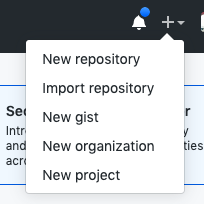 New repository
Import repository
New gist
New organization
New project